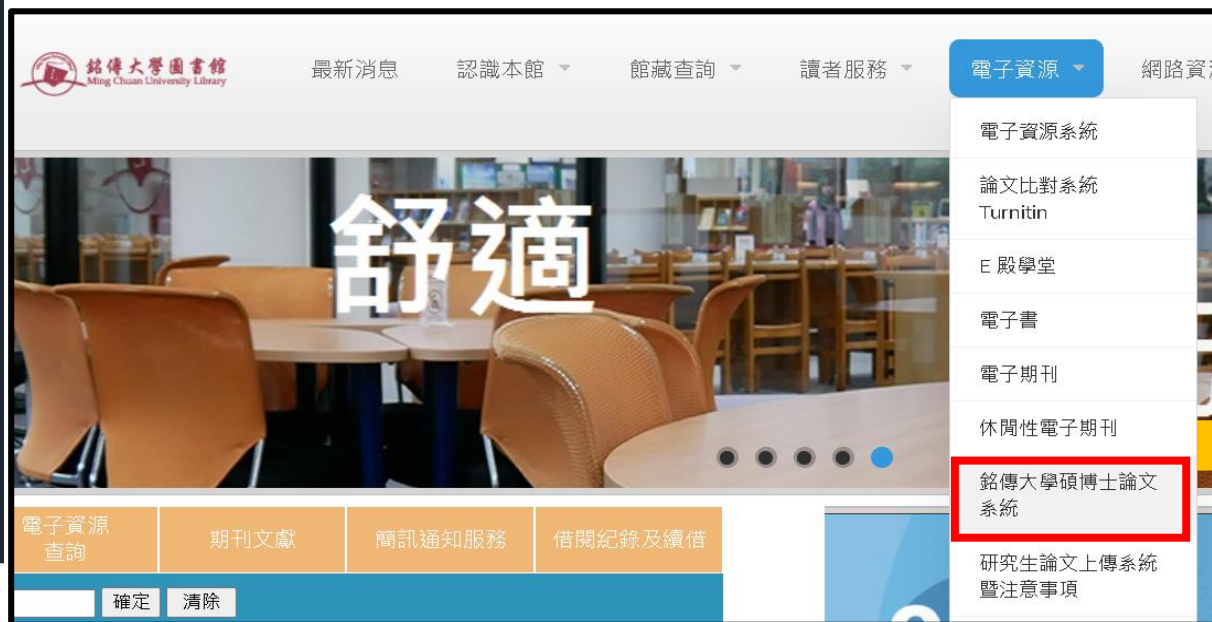 銘傳大學圖書館
Ming Chuan University Library
最新消息
認識本館
館藏查詢
讀者服務
電子資源
網路資
電子資源系統
論文比對系統
Turnitin
E 殿學堂
電子書
電子期刊
休閒性電子期刊
銘傳大學碩博士論文
系統
研究生論文上傳系統
暨注意事項
舒適
電子資源
查詢
期刊文獻
簡訊通知服務
借閱紀錄及續借
確定
清除